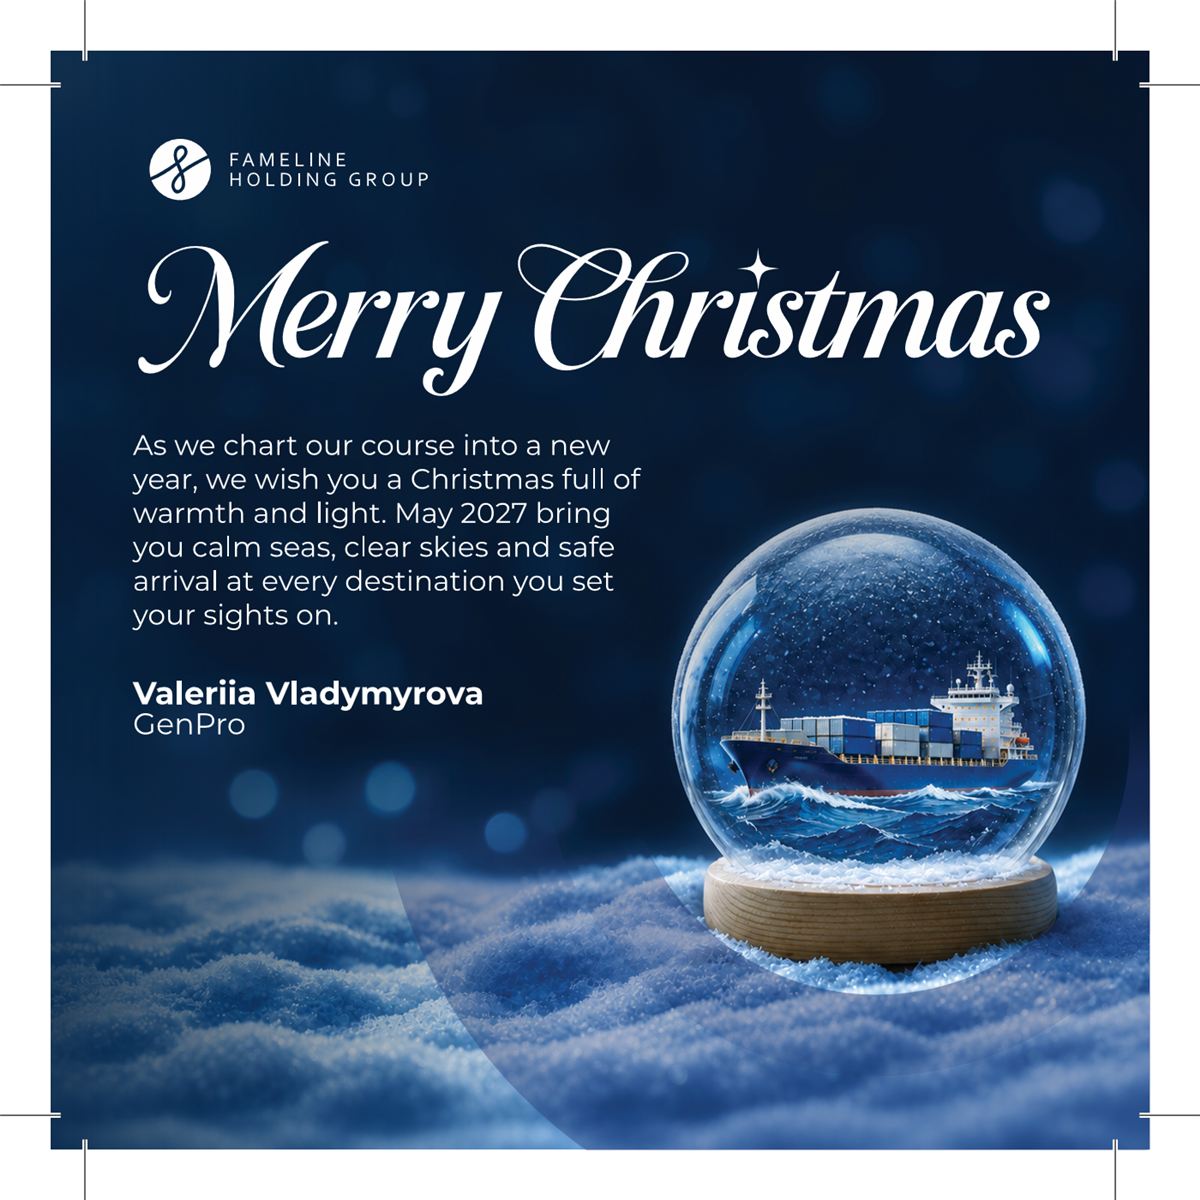 FAMELINE
HOLDING GROUP
Merry Christmas
As we chart our course into a new
year, we wish you a Christmas full of
warmth and light. May 2027 bring
you calm seas, clear skies and safe
arrival at every destination you set
your sights on.
Valeriia Vladymyrova
GenPro